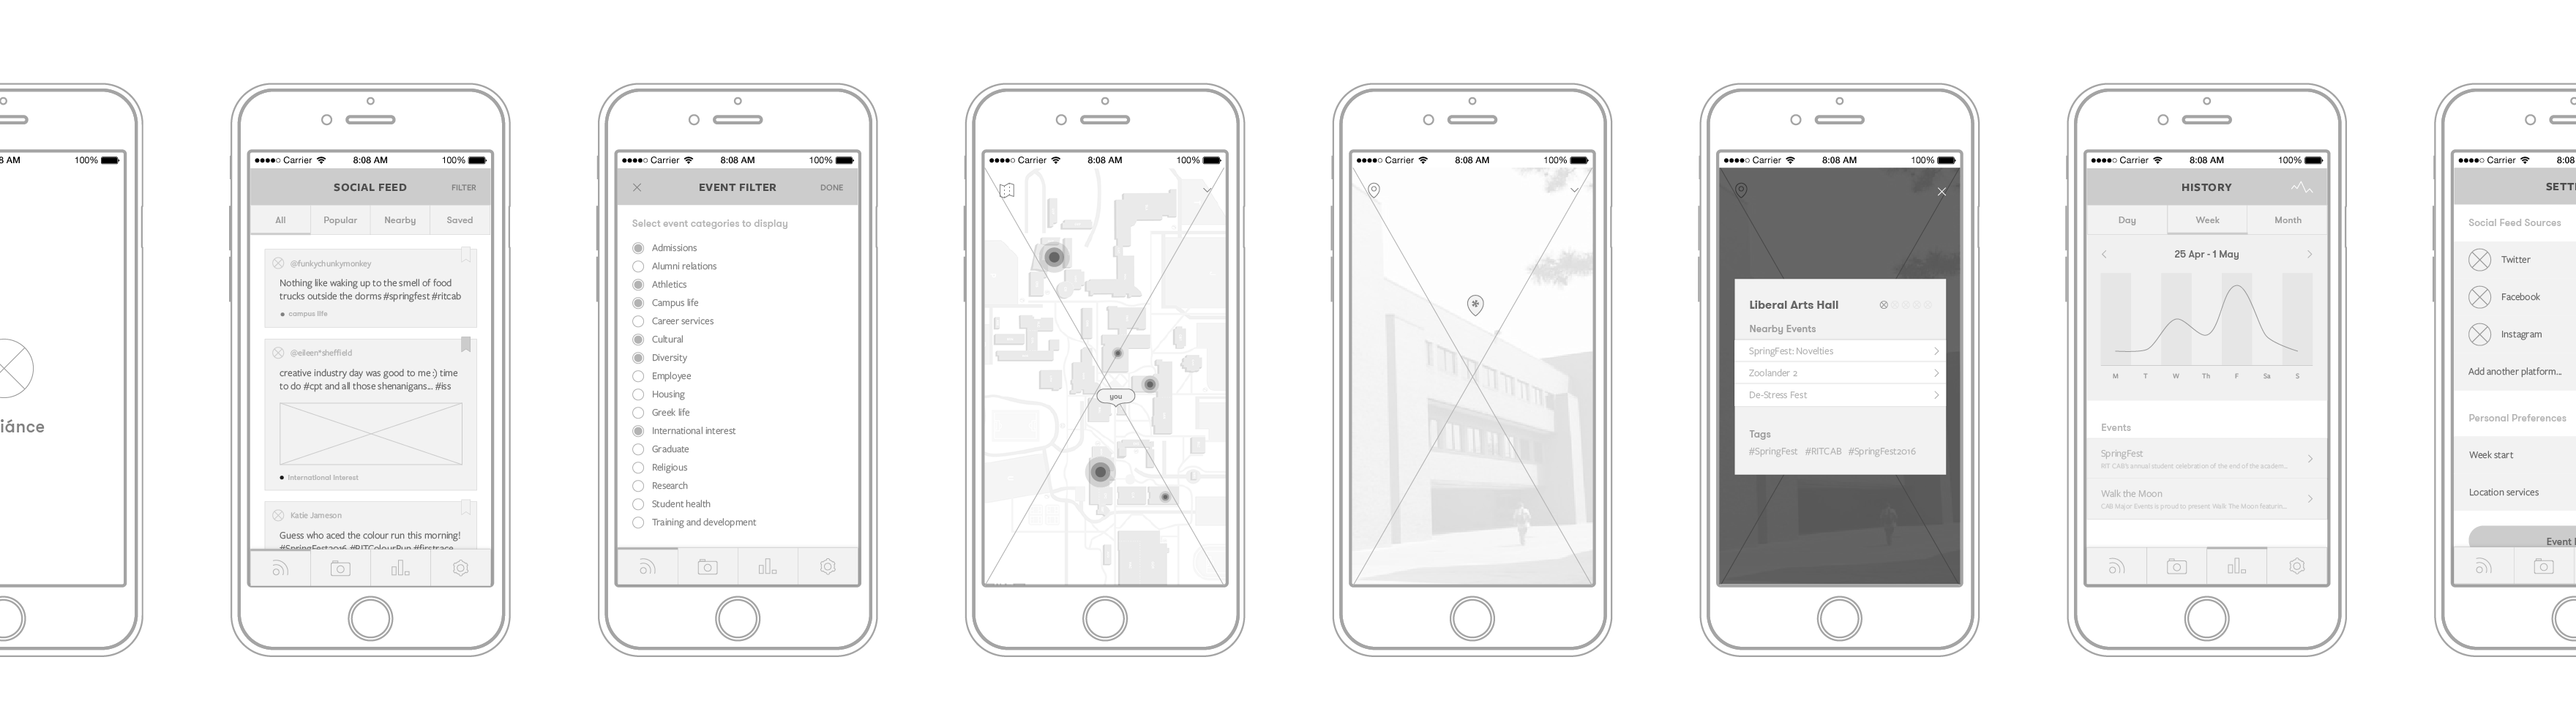 8 AM
100%
iánce
Carrier
8:08 AM
100%
SOCIAL FEED
FILTER
All
Popular
Nearby
Saved
@funkychunkymonkey
Nothing like waking up to the smell of food
trucks outside the dorms #springfest #ritcab
campus life
@eileen*sheffield
creative industry day was good to me :) time
to do #cpt and all those shenanigans... #iss
International Interest
Katie Jameson
Guess who aced the colour run this morning!
#SpringFest2016 #RITColourRun #firstrace
Carrier
8:08 AM
100%
EVENT FILTER
DONE
Select event categories to display
Admissions
Alumni relations
Athletics
Campus life
Career services
Cultural
Diversity
Employee
Housing
Greek life
International interest
Graduate
Religious
Research
Student health
Training and development
Carrier
8:08 AM
100%
you
Carrier
8:08 AM
100%
Carrier
8:08 AM
100%
Liberal Arts Hall
Nearby Events
SpringFest: Novelties
Zoolander 2
De-Stress Fest
Tags
#SpringFest #RITCAB #SpringFest2016
Carrier
8:08 AM
100%
HISTORY
Day
Week
Month
25 Apr - 1 May
M T W Th F Sa S
Events
SpringFest
RIT CAB's annual student celebration of the end of the academ...
Walk the Moon
CAB Major Events is proud to present Walk The Moon featurin...
Carrier
8:08
SETT
Social Feed Sources
Twitter
Facebook
Instagram
Add another platform...
Personal Preferences
Week start
Location services
Event